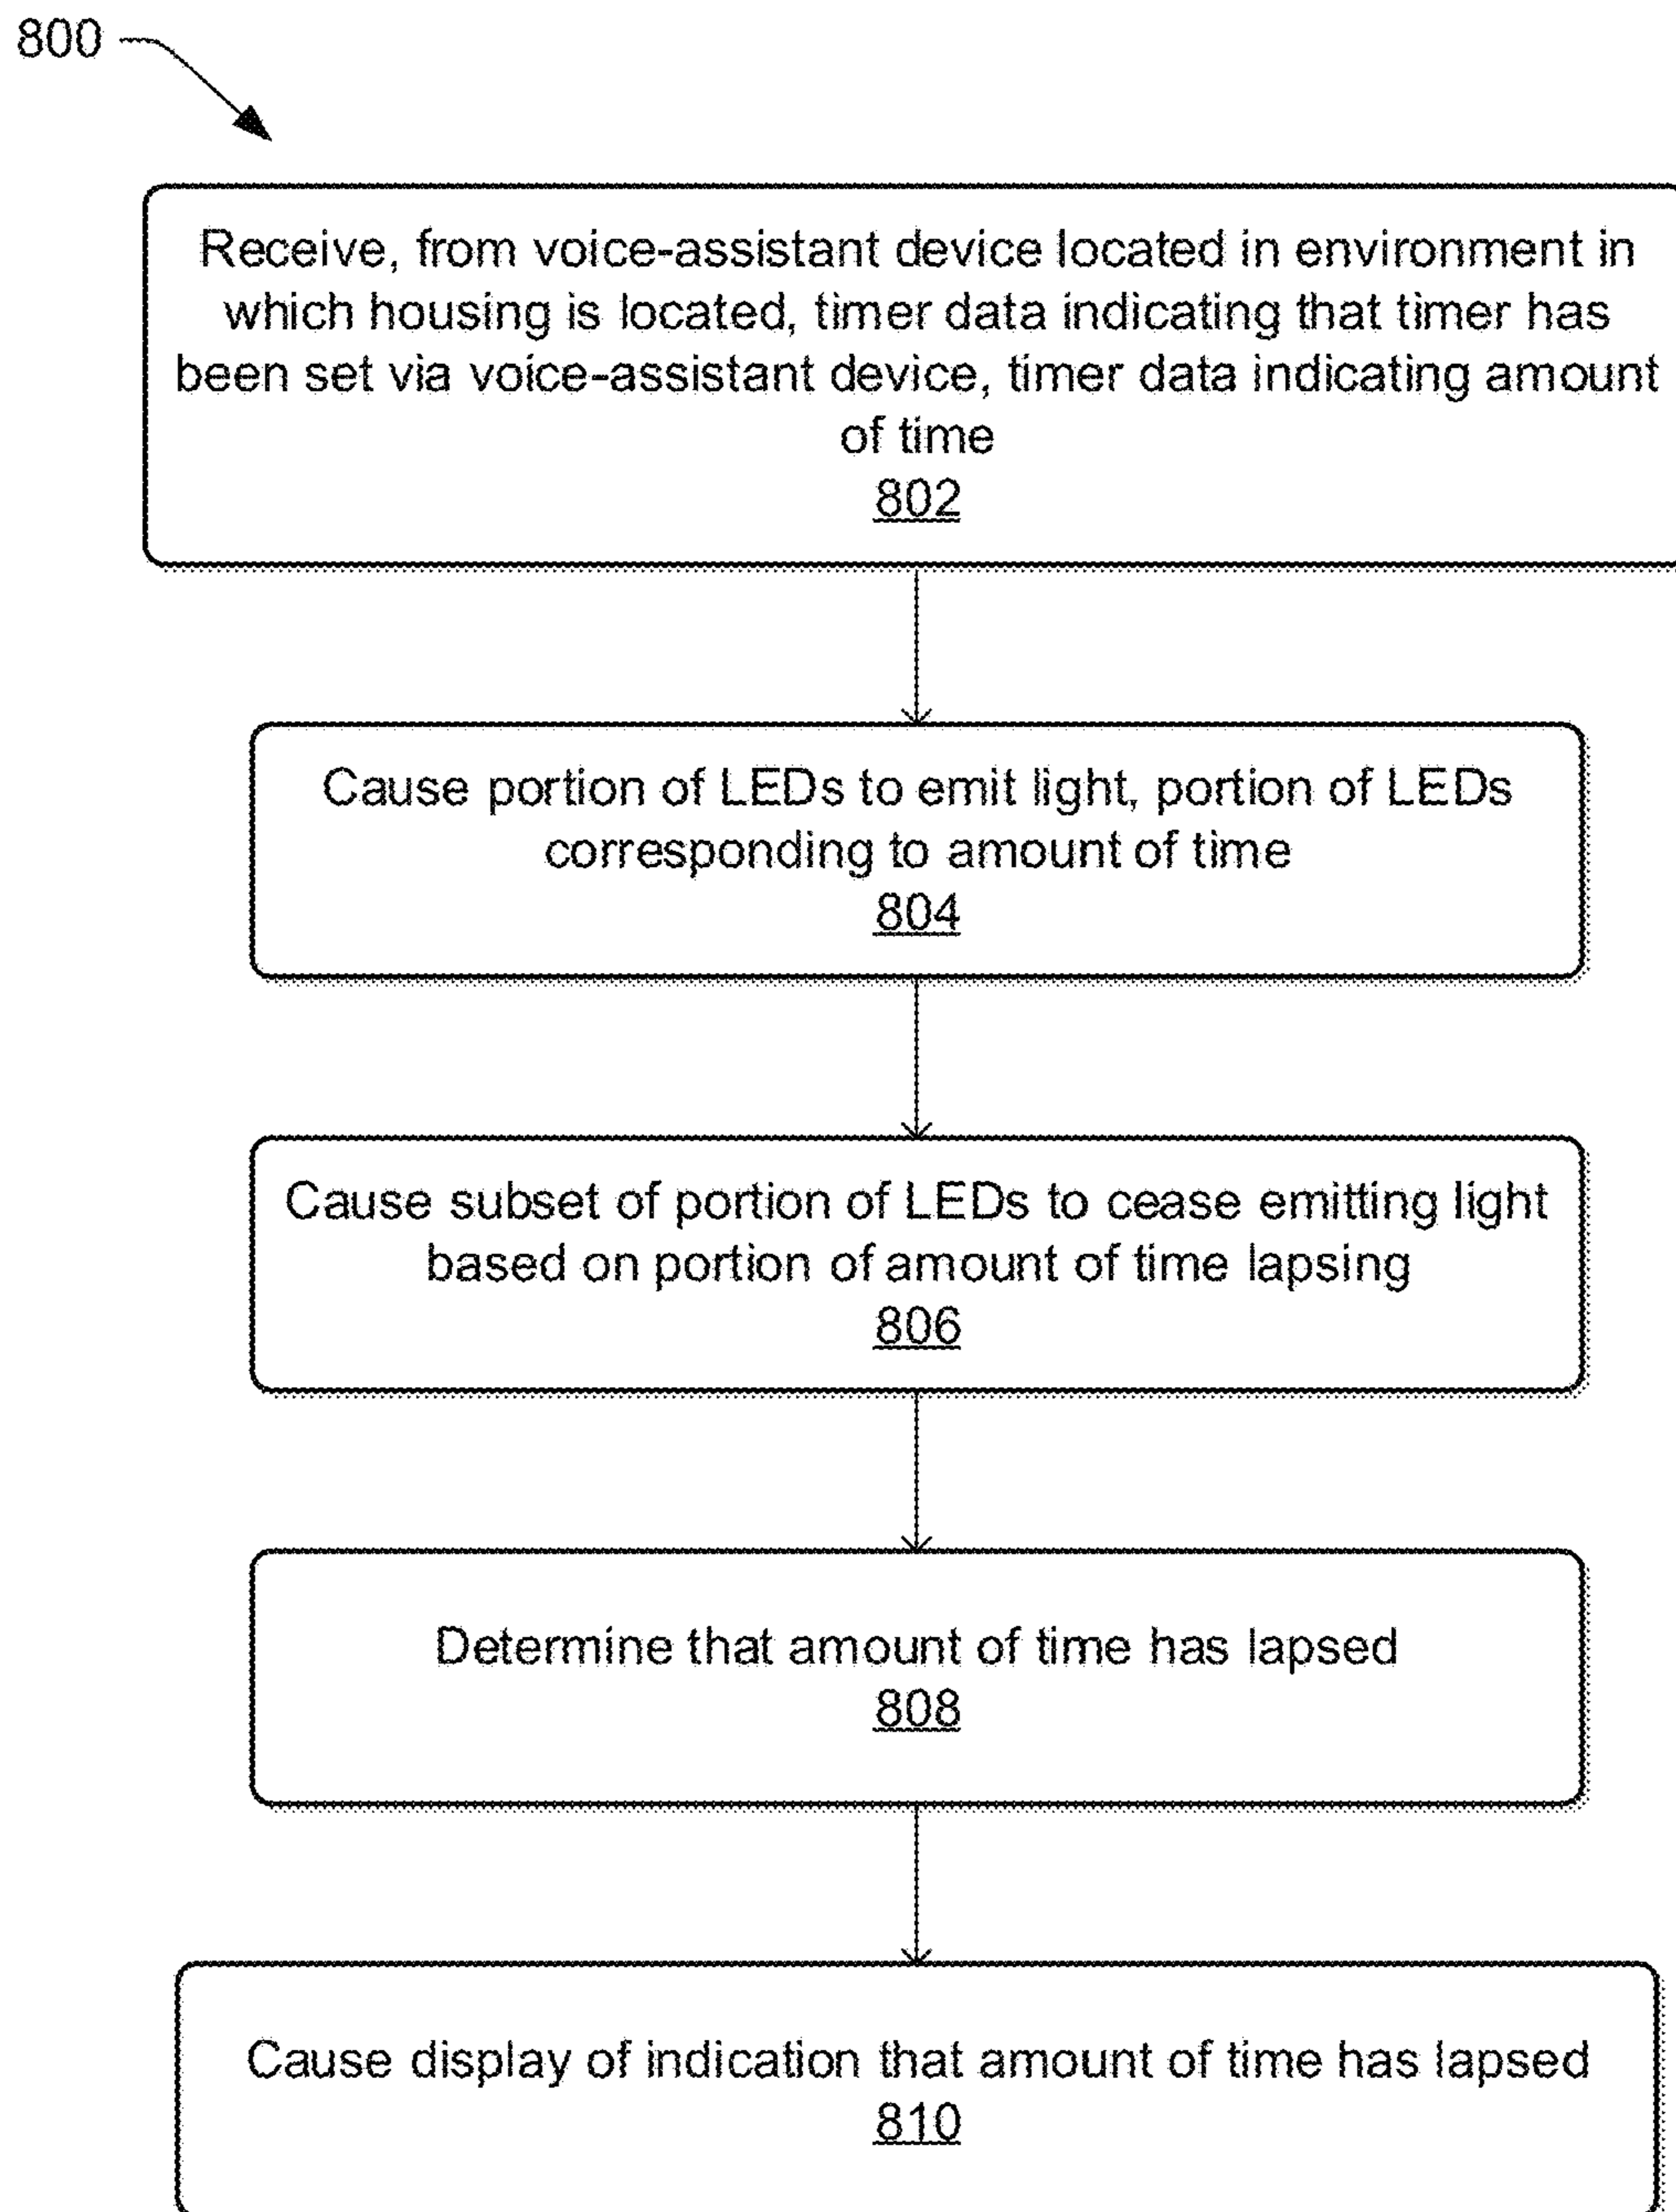 800
Receive, from voice-assistant device located in environment in
which housing is located, timer data indicating that timer has
been set via voice-assistant device, timer data indicating amount
of time
802
Cause portion of LEDs to emit light, portion of LEDs
corresponding to amount of time
804
Cause subset of portion of LEDs to cease emitting light
based on portion of amount of time lapsing
806
Determine that amount of time has lapsed
808
Cause display of indication that amount of time has lapsed
810